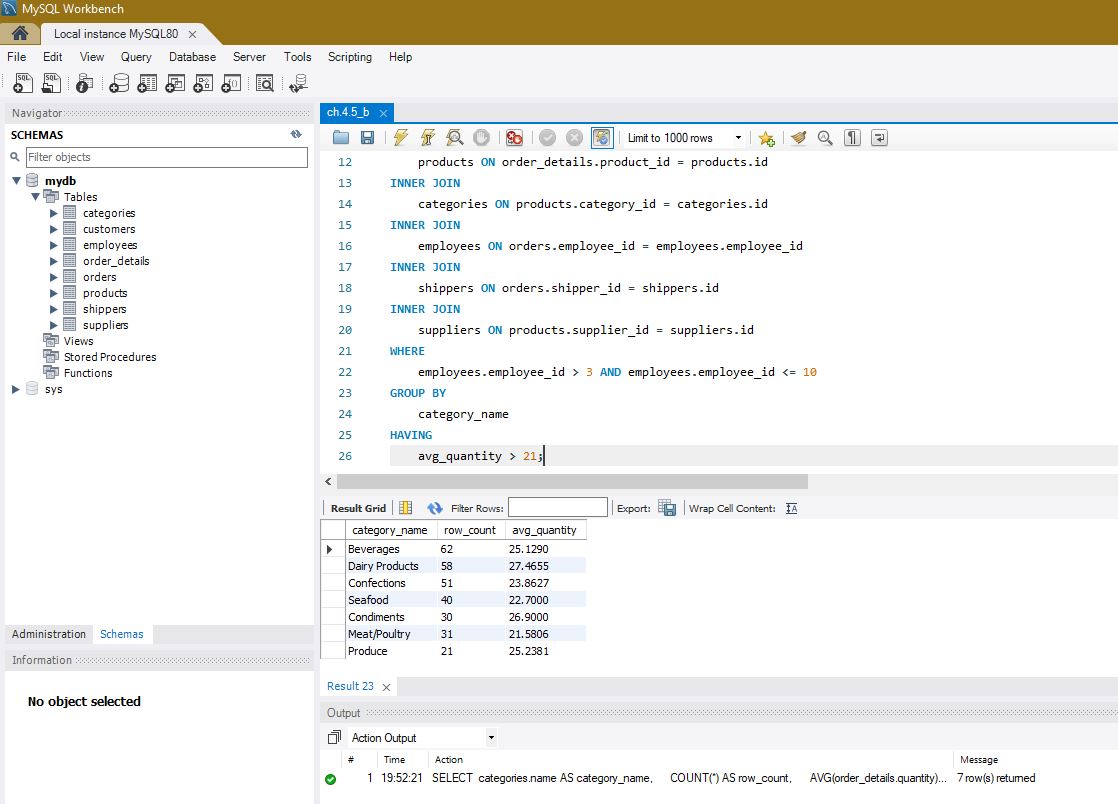 MySQL Workbench
Local instance MySQL80
File Edit View Query Database Server Tools Scripting Help
Navigator
SCHEMAS
Filter objects
mydb
Tables
categories
customers
employees
order_details
orders
products
shippers
suppliers
Views
Stored Procedures
Functions
sys
Administration Schemas
Information
No object selected
ch.4.5_b
Limit to 1000 rows
12 products ON order_details.product_id = products.id
13 INNER JOIN
14 categories ON products.category_id = categories.id
15 INNER JOIN
16 employees ON orders.employee_id = employees.employee_id
17 INNER JOIN
18 shippers ON orders.shipper_id = shippers.id
19 INNER JOIN
20 suppliers ON products.supplier_id = suppliers.id
21 WHERE
22 employees.employee_id > 3 AND employees.employee_id <= 10
23 GROUP BY
24 category_name
25 HAVING
26 avg_quantity > 21;
Result Grid Filter Rows: Export: Wrap Cell Content:
category_name row_count avg_quantity
Beverages 62 25.1290
Dairy Products 58 27.4655
Confections 51 23.8627
Seafood 40 22.7000
Condiments 30 26.9000
Meat/Poultry 31 21.5806
Produce 21 25.2381
Result 23
Output
Action Output
# Time Action Message
1 19:52:21 SELECT categories.name AS category_name, COUNT(*) AS row_count, AVG(order_details.quantity)... 7 row(s) returned